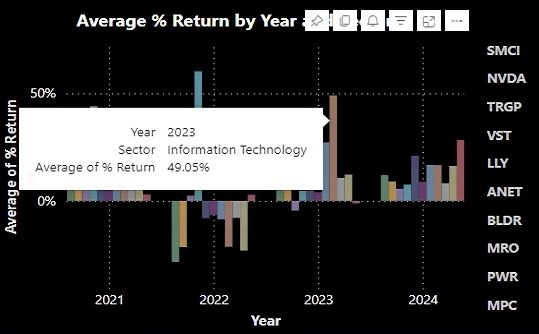 Average % Return by Year a
50%
0%
Average of % Return
Year 2023
Sector Information Technology
Average of % Return 49.05%
2021
2022
2023
2024
Year
SMCI
NVDA
TRGP
VST
LLY
ANET
BLDR
MRO
PWR
MPC